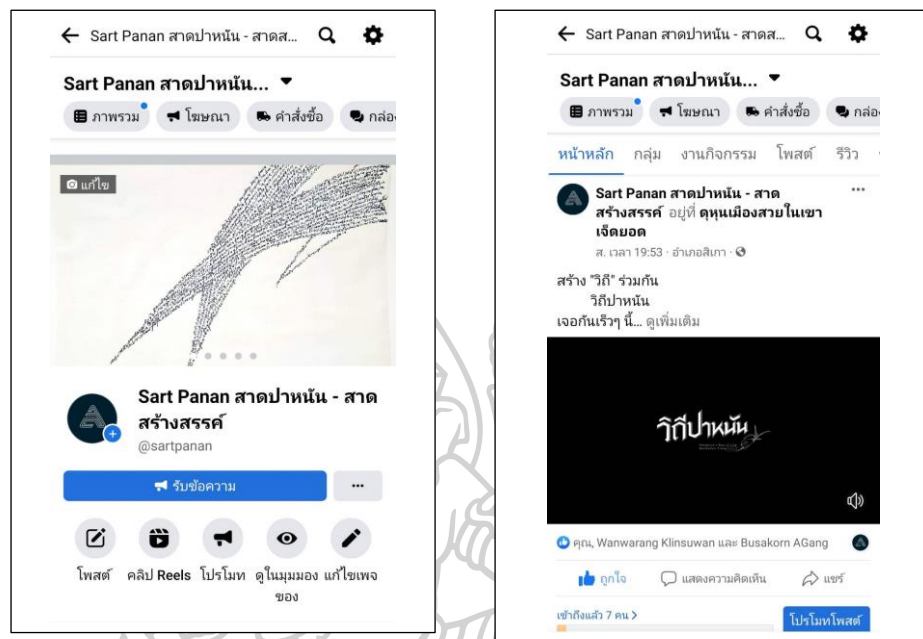 Sart Panan สาดปาหนัน - สาดส...
Sart Panan สาดปาหนัน...
ภาพรวม
โฆษณา
คำสั่งซื้อ
กล่อง
แก้ไข
Sart Panan สาดปาหนัน - สาด
สร้างสรรค์
@sartpanan
รับข้อความ
โพสต์
คลิป Reels
โปรโมท
ดูในมุมมอง
ของ
แก้ไขเพจ
Sart Panan สาดปาหนัน - สาดส...
Sart Panan สาดปาหนัน...
ภาพรวม
โฆษณา
คำสั่งซื้อ
กล่อง
หน้าหลัก
กลุ่ม
งานกิจกรรม
โพสต์
รีวิว
Sart Panan สาดปาหนัน - สาด
สร้างสรรค์ อยู่ที่ ดุหุนเมืองสวยในเขา
เจ็ดยอด
ส. เวลา 19:53 · อำเภอสิเกา ·
สร้าง "วิถี" ร่วมกัน
วิถีปาหนัน
เจอกันเร็วๆ นี้... ดูเพิ่มเติม
วิถีปาหนัน
คุณ, Wanwarang Klinsuwan และ Busakorn AGang
ถูกใจ
แสดงความคิดเห็น
แชร์
เข้าถึงแล้ว 7 คน >
โปรโมทโพสต์